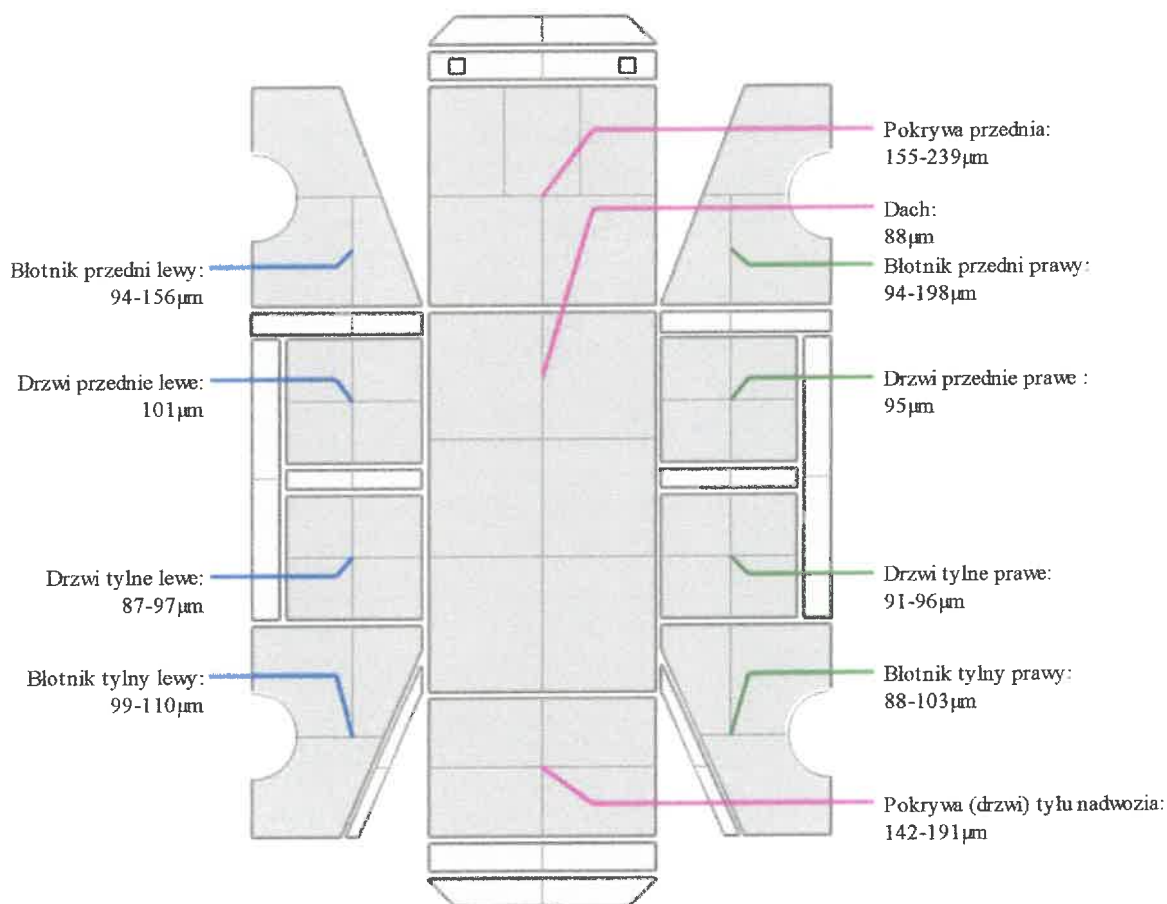 Pokrywa przednia:
155-239µm
Dach:
88µm
Błotnik przedni lewy:
94-156µm
Błotnik przedni prawy:
94-198µm
Drzwi przednie lewe:
101µm
Drzwi przednie prawe :
95µm
Drzwi tylne lewe:
87-97µm
Drzwi tylne prawe:
91-96µm
Błotnik tylny lewy:
99-110µm
Błotnik tylny prawy:
88-103µm
Pokrywa (drzwi) tyłu nadwozia:
142-191µm